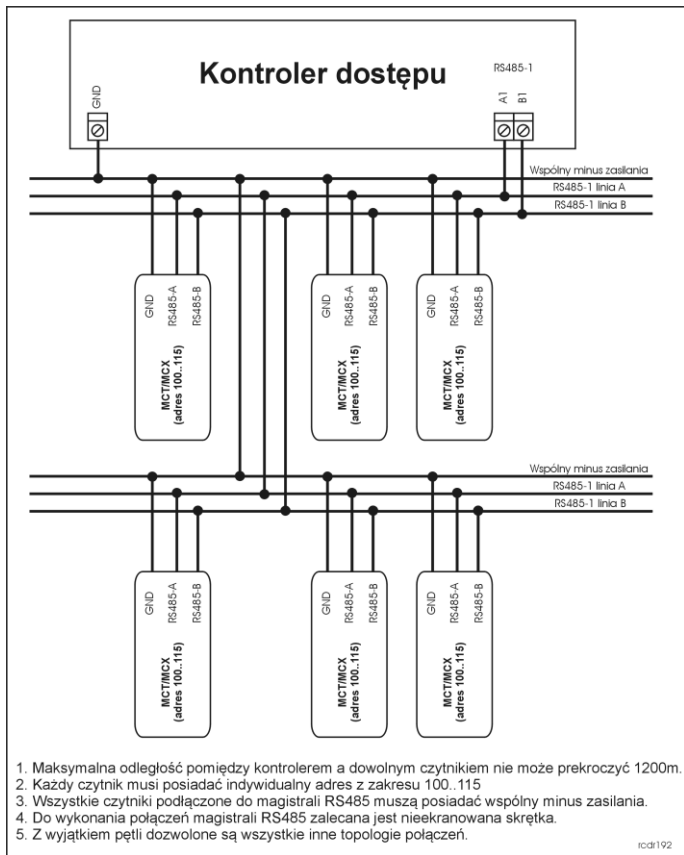 Kontroler dostępu
RS485-1
GND
A1
B1
Wspólny minus zasilania
RS485-1 linia A
RS485-1 linia B
GND
RS485-A
RS485-B
MCT/MCX
(adres 100..115)
GND
RS485-A
RS485-B
MCT/MCX
(adres 100..115)
GND
RS485-A
RS485-B
MCT/MCX
(adres 100..115)
Wspólny minus zasilania
RS485-1 linia A
RS485-1 linia B
GND
RS485-A
RS485-B
MCT/MCX
(adres 100..115)
GND
RS485-A
RS485-B
MCT/MCX
(adres 100..115)
GND
RS485-A
RS485-B
MCT/MCX
(adres 100..115)
1. Maksymalna odległość pomiędzy kontrolerem a dowolnym czytnikiem nie może prekroczyć 1200m.
2. Każdy czytnik musi posiadać indywidualny adres z zakresu 100..115
3. Wszystkie czytniki podłączone do magistrali RS485 muszą posiadać wspólny minus zasilania.
4. Do wykonania połączeń magistrali RS485 zalecana jest nieekranowana skrętka.
5. Z wyjątkiem pętli dozwolone są wszystkie inne topologie połączeń.
rcdr192